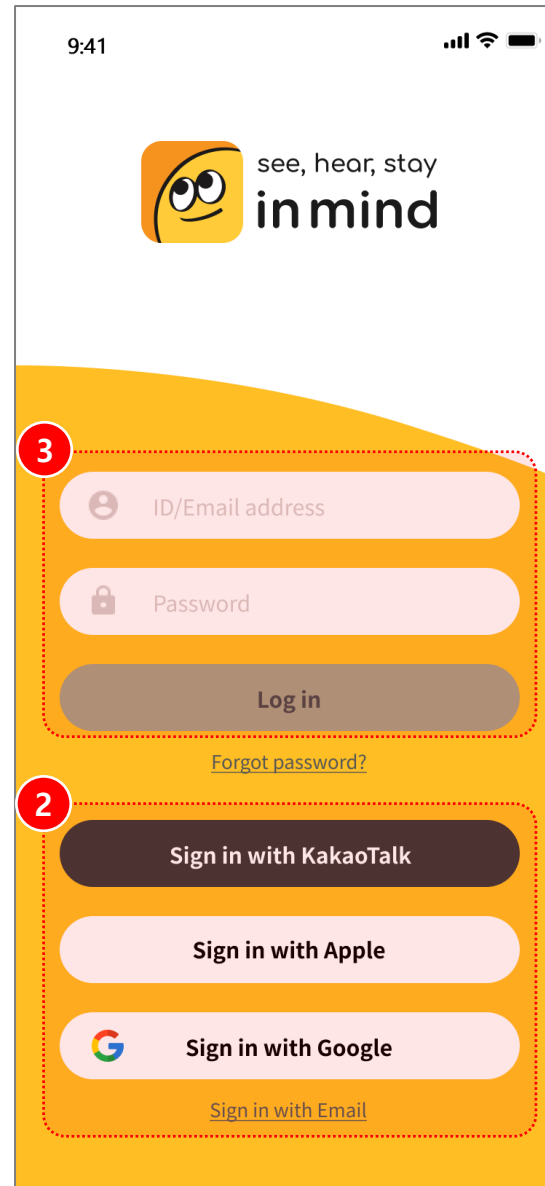 9:41
see, hear, stay
in mind
3
ID/Email address
Password
Log in
Forgot password?
2
Sign in with KakaoTalk
Sign in with Apple
Sign in with Google
Sign in with Email